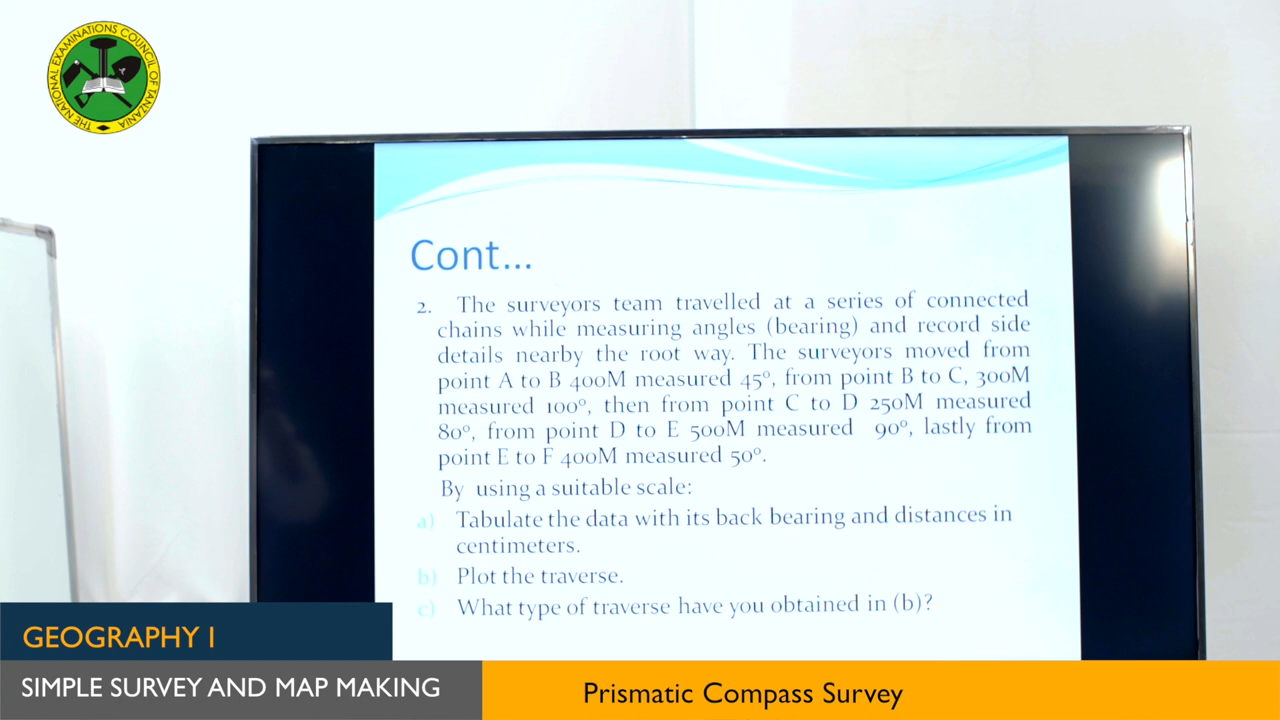 THE NATIONAL EXAMINATIONS COUNCIL OF TANZANIA
Cont...
2. The surveyors team travelled at a series of connected
chains while measuring angles (bearing) and record side
details nearby the root way. The surveyors moved from
point A to B 400M measured 45°, from point B to C, 300M
measured 100°, then from point C to D 250M measured
80°, from point D to E 500M measured 90°, lastly from
point E to F 400M measured 50°.
By using a suitable scale:
a) Tabulate the data with its back bearing and distances in
centimeters.
b) Plot the traverse.
c) What type of traverse have you obtained in (b)?
GEOGRAPHY I
SIMPLE SURVEY AND MAP MAKING
Prismatic Compass Survey